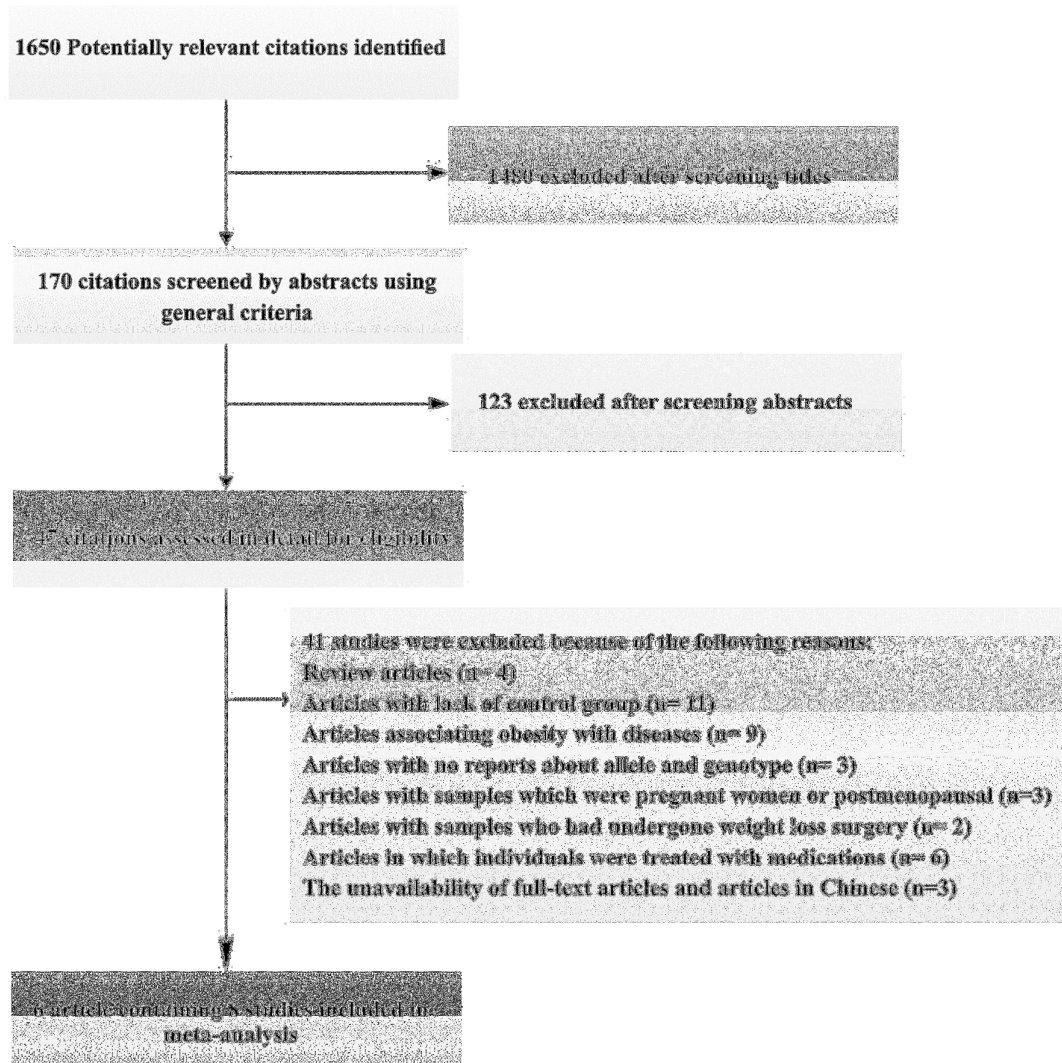 1650 Potentially relevant citations identified
1480 excluded after screening titles
170 citations screened by abstracts using
general criteria
123 excluded after screening abstracts
47 citations assessed in detail for eligibility
41 studies were excluded because of the following reasons:
Review articles (n= 4)
Articles with lack of control group (n= 11)
Articles associating obesity with diseases (n= 9)
Articles with no reports about allele and genotype (n= 3)
Articles with samples which were pregnant women or postmenopausal (n=3)
Articles with samples who had undergone weight loss surgery (n= 2)
Articles in which individuals were treated with medications (n= 6)
The unavailability of full-text articles and articles in Chinese (n=3)
6 article containing 8 studies included
meta-analysis